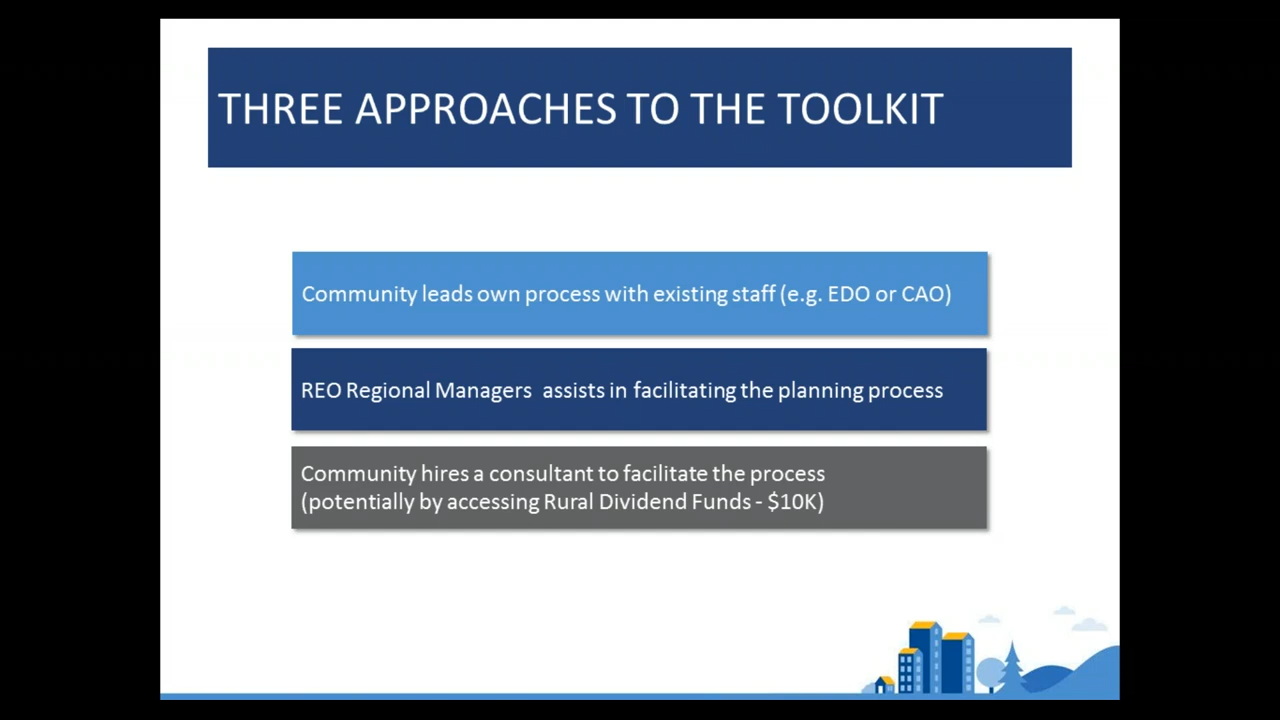 THREE APPROACHES TO THE TOOLKIT
Community leads own process with existing staff (e.g. EDO or CAO)
REO Regional Managers  assists in facilitating the planning process
Community hires a consultant to facilitate the process
(potentially by accessing Rural Dividend Funds - $10K)